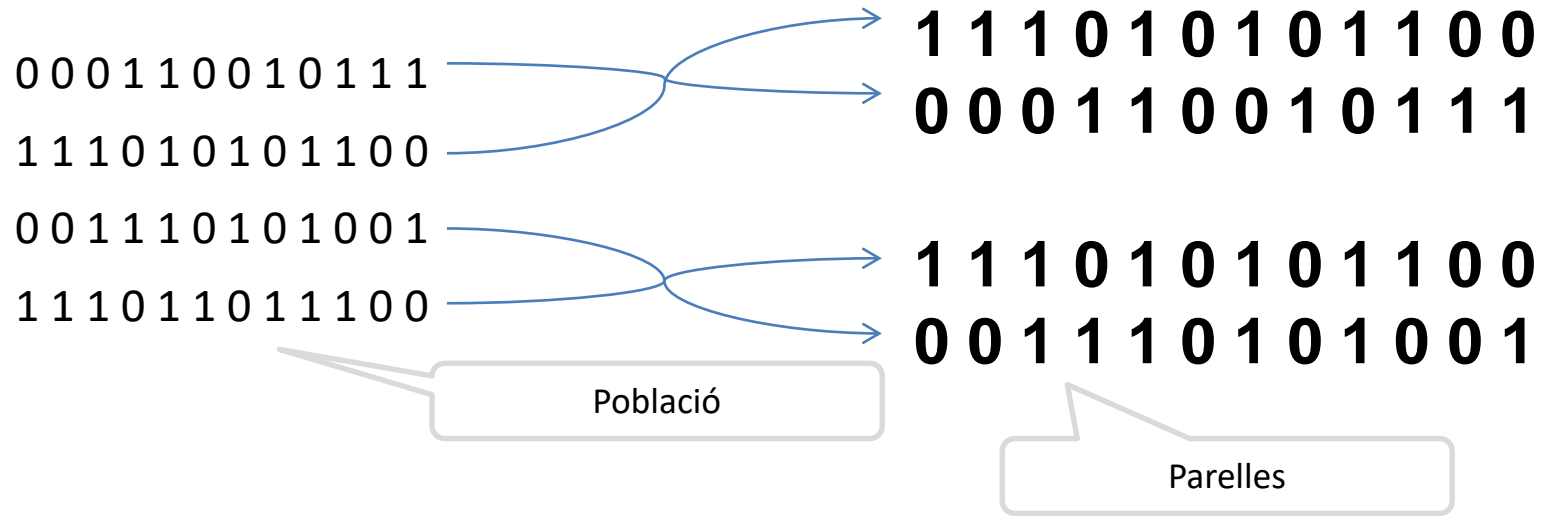 0 0 0 1 1 0 0 1 0 1 1 1
1 1 1 0 1 0 1 0 1 1 0 0
0 0 1 1 1 0 1 0 1 0 0 1
1 1 1 0 1 1 0 1 1 1 0 0
Població
1 1 1 0 1 0 1 0 1 1 0 0
0 0 0 1 1 0 0 1 0 1 1 1
1 1 1 0 1 0 1 0 1 1 0 0
0 0 1 1 1 0 1 0 1 0 0 1
Parelles